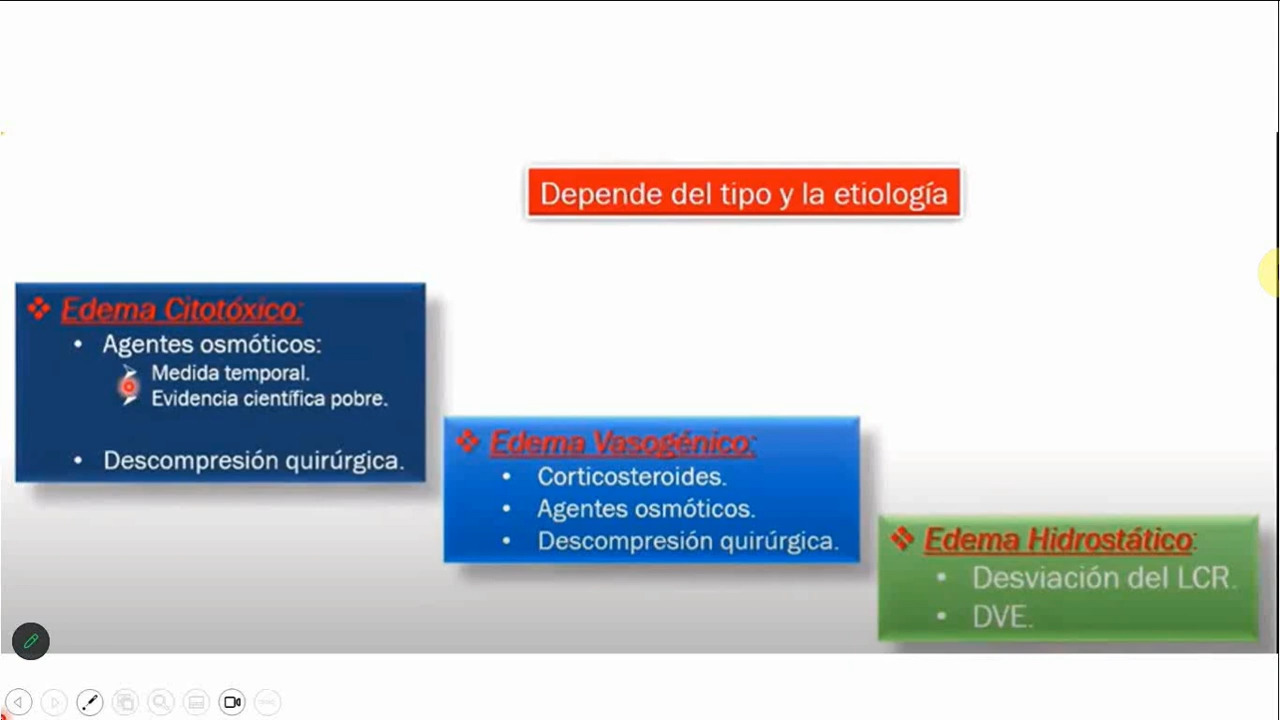 Depende del tipo y la etiología
Edema Citotóxico:
Agentes osmóticos:
Medida temporal.
Evidencia científica pobre.
Descompresión quirúrgica.
Edema Vasogénico:
Corticosteroides.
Agentes osmóticos.
Descompresión quirúrgica.
Edema Hidrostático:
Desviación del LCR.
DVE.